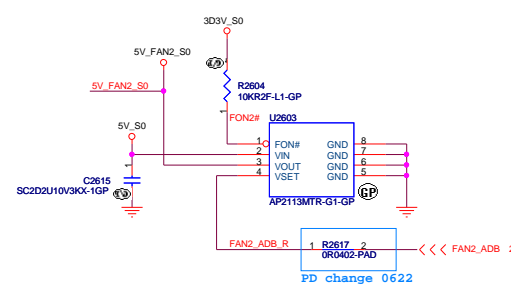 3D3V_S0
5V_FAN2_S0
5V_FAN2_S0
R2604
10KR2F-L1-GP
1
FON2#
U2603
5V_S0
1 FON# GND 8
2 VIN GND 7
3 VOUT GND 6
4 VSET GND 5
1
C2615
SC2D2U10V3KX-1GP
AP2113MTR-G1-GP
GP
FAN2_ADB_R
1 R2617 2
0R0402-PAD
FAN2_ADB
PD change 0622